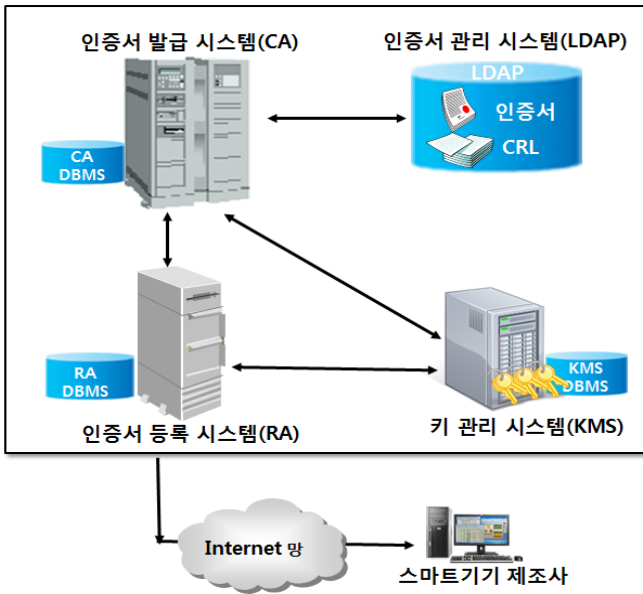 인증서 발급 시스템(CA)
인증서 관리 시스템(LDAP)
LDAP
인증서
CRL
CA
DBMS
RA
DBMS
KMS
DBMS
인증서 등록 시스템(RA)
키 관리 시스템(KMS)
Internet 망
스마트기기 제조사